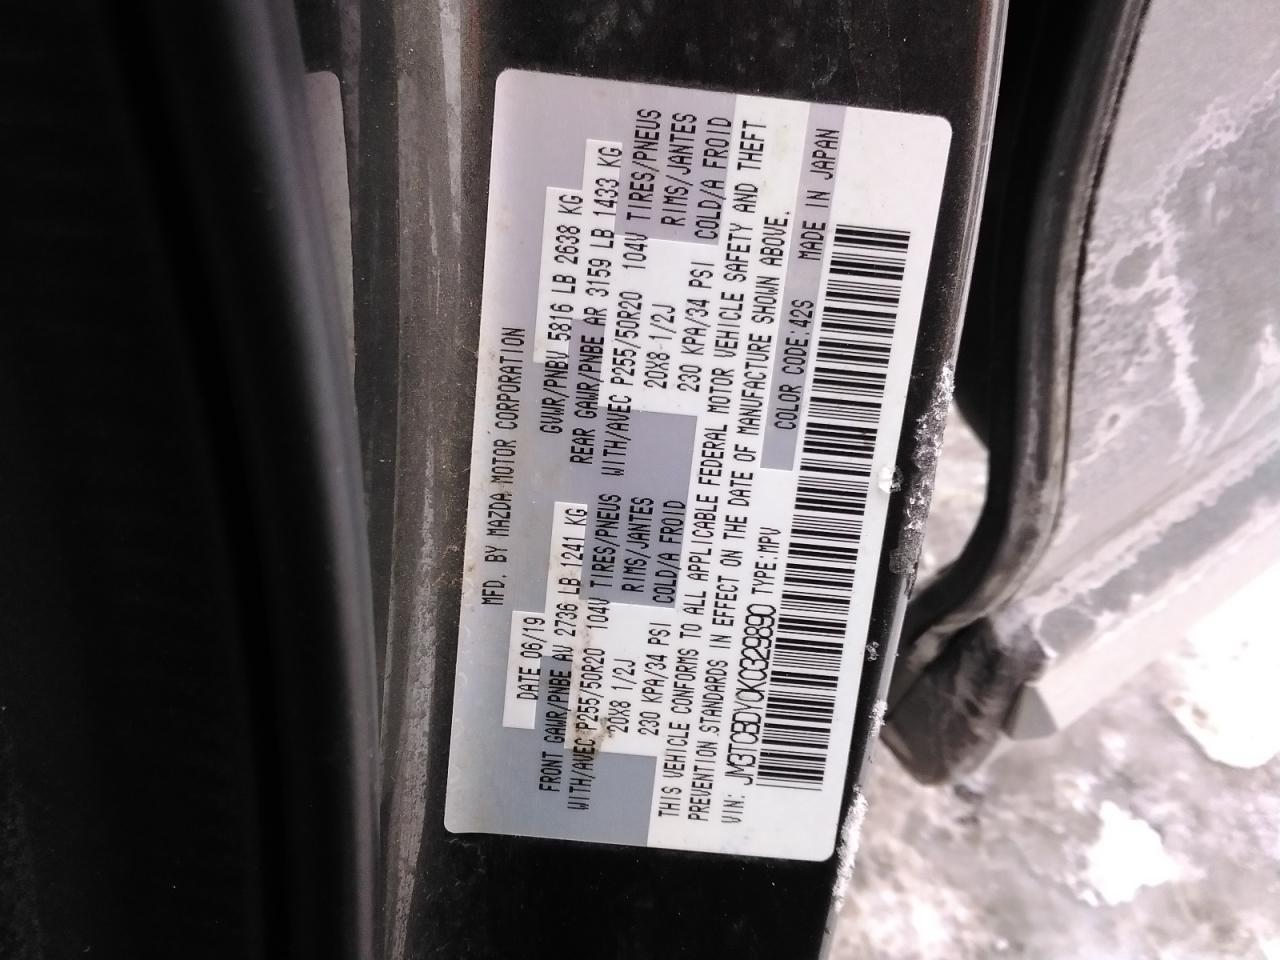 MFD. BY MAZDA MOTOR CORPORATION
DATE 06/19
GVWR/PNBV 5816 LB 2638 KG
FRONT GAWR/PNBE AV 2736 LB 1241 KG
REAR GAWR/PNBE AR 3159 LB 1433 KG
WITH/AVEC P255/50R20 104V TIRES/PNEUS
WITH/AVEC P255/50R20 104V TIRES/PNEUS
20X8 1/2J RIMS/JANTES
20X8-1/2J RIMS/JANTES
230 KPA/34 PSI COLD/A FROID
230 KPA/34 PSI COLD/A FROID
THIS VEHICLE CONFORMS TO ALL APPLICABLE FEDERAL MOTOR VEHICLE SAFETY AND THEFT
PREVENTION STANDARDS IN EFFECT ON THE DATE OF MANUFACTURE SHOWN ABOVE.
VIN: JM3TCBDY0K0329890 TYPE:MPV COLOR CODE:42S MADE IN JAPAN